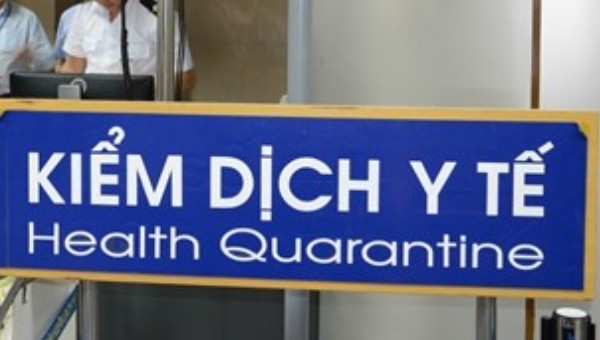 KIỂM DỊCH Y TẾ
Health Quarantine